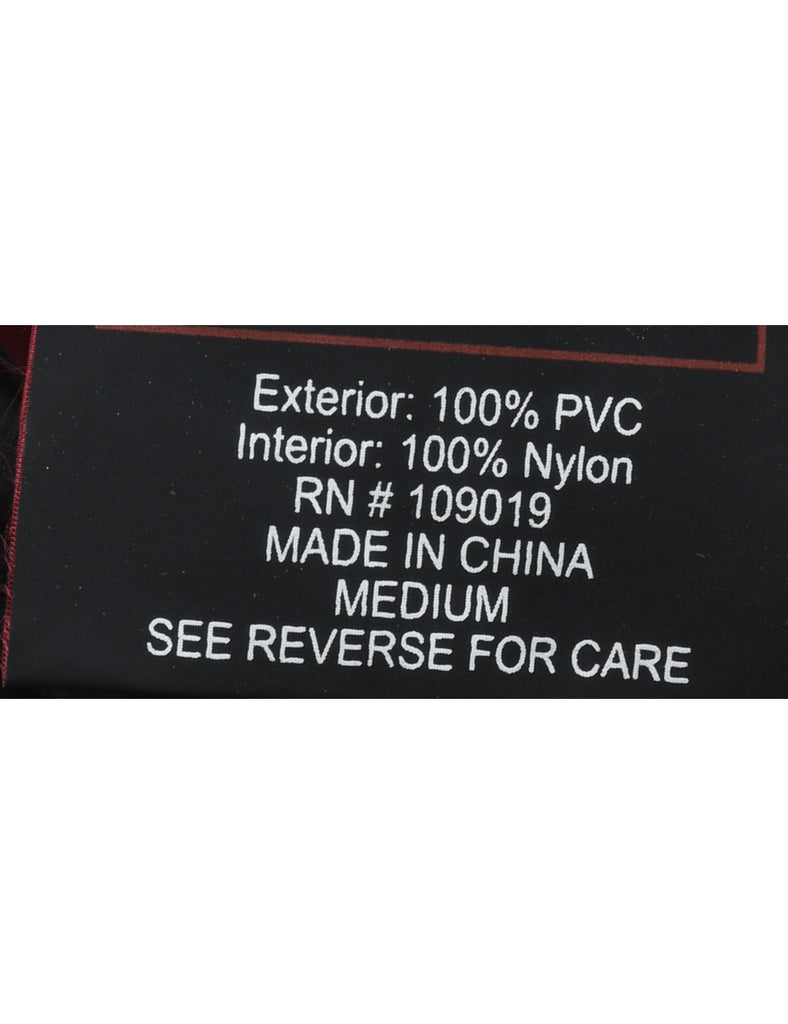 Exterior: 100% PVC
Interior: 100% Nylon
RN # 109019
MADE IN CHINA
MEDIUM
SEE REVERSE FOR CARE